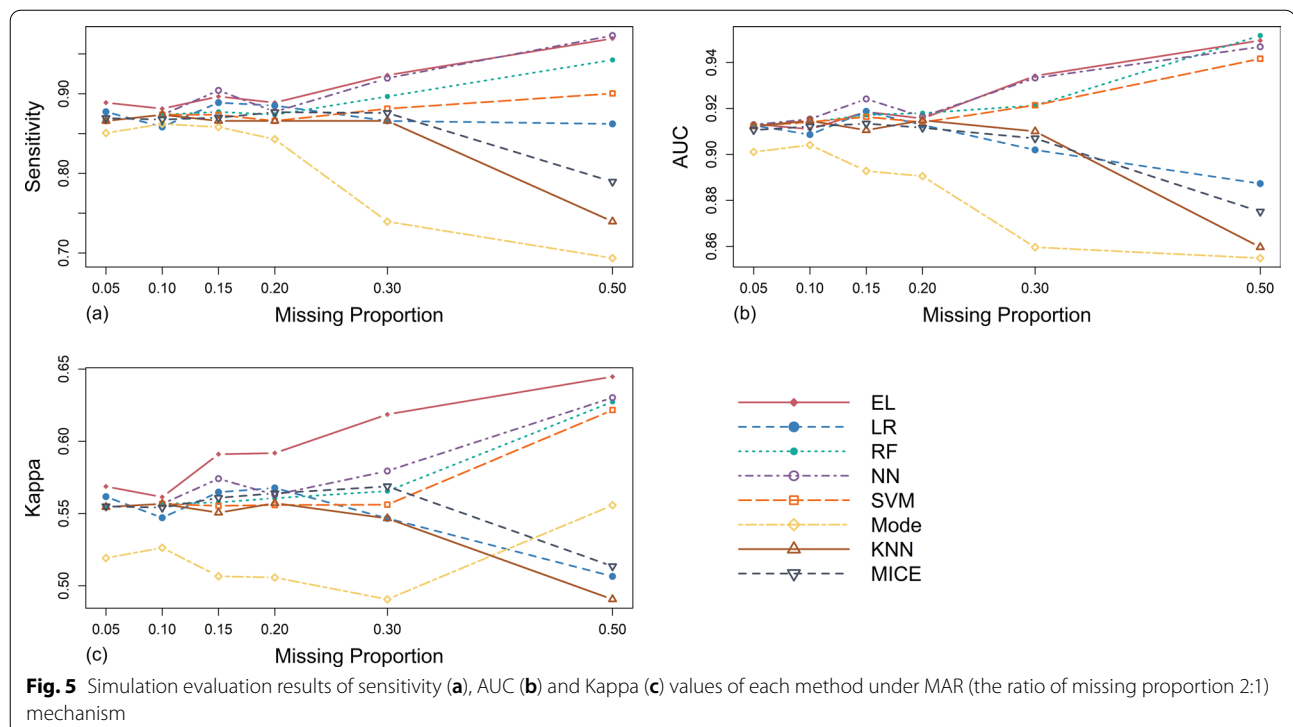 0.90
0.80
0.70
Sensitivity
0.05
0.10
0.15
0.20
0.30
0.50
(a)
Missing Proportion
0.94
0.92
0.90
0.88
0.86
AUC
0.05
0.10
0.15
0.20
0.30
0.50
(b)
Missing Proportion
0.65
0.60
0.55
0.50
Kappa
0.05
0.10
0.15
0.20
0.30
0.50
(c)
Missing Proportion
EL
LR
RF
NN
SVM
Mode
KNN
MICE
Fig. 5 Simulation evaluation results of sensitivity (a), AUC (b) and Kappa (c) values of each method under MAR (the ratio of missing proportion 2:1)
mechanism